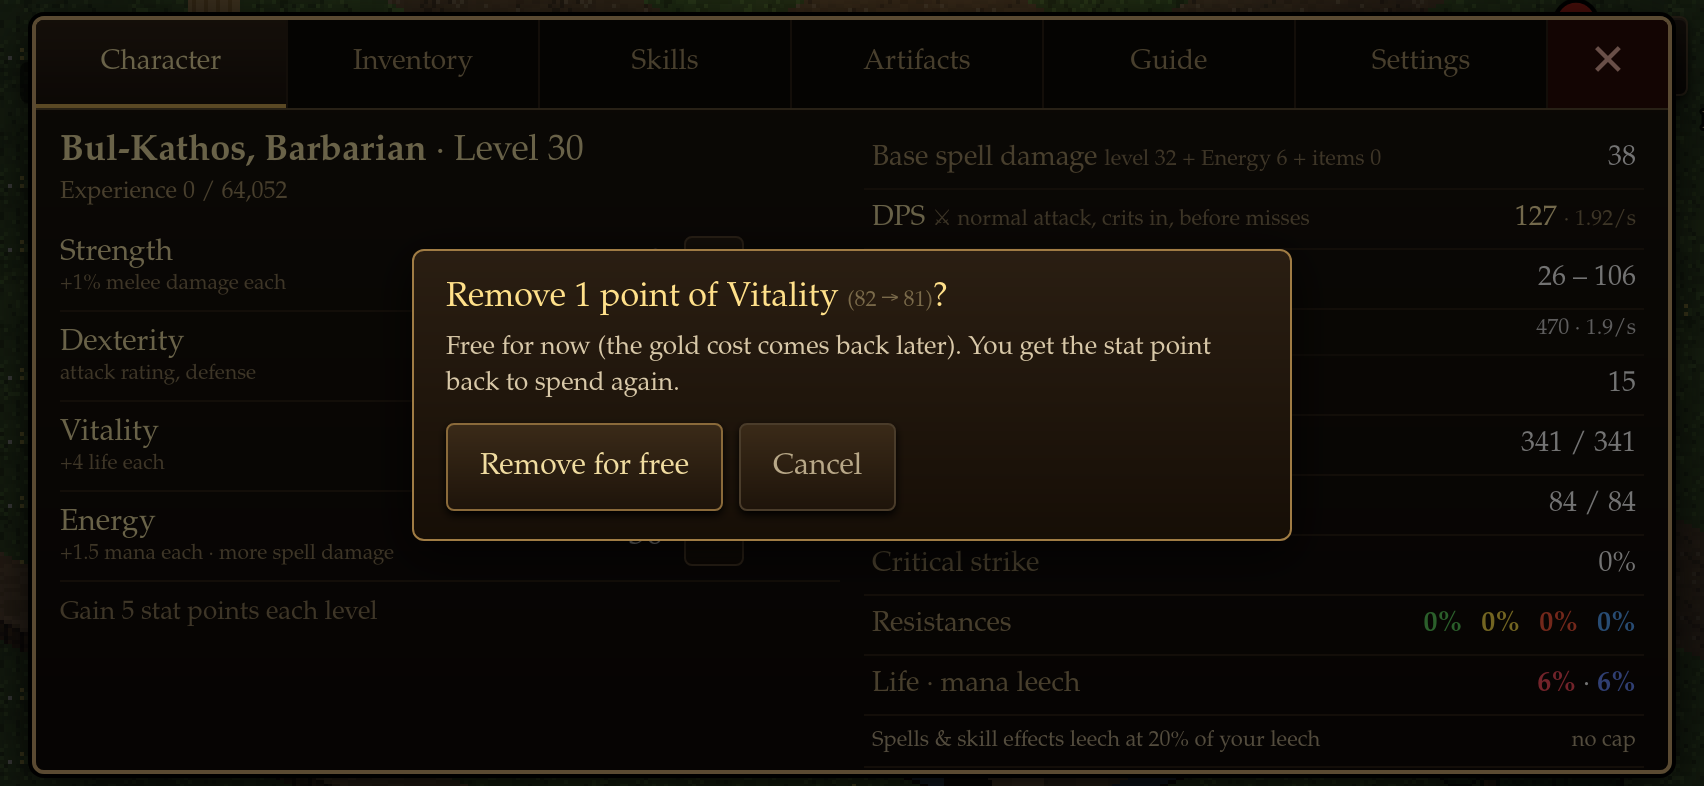 Character Inventory Skills Artifacts Guide Settings ✕
Bul-Kathos, Barbarian · Level 30
Experience 0 / 64,052
Strength
+1% melee damage each
Dexterity
attack rating, defense
Vitality
+4 life each
Energy
+1.5 mana each · more spell damage
Gain 5 stat points each level
Base spell damage level 32 + Energy 6 + items 0 38
DPS ⚔ normal attack, crits in, before misses 127 · 1.92/s
26 – 106
470 · 1.9/s
15
341 / 341
84 / 84
Critical strike 0%
Resistances 0% 0% 0% 0%
Life · mana leech 6% · 6%
Spells & skill effects leech at 20% of your leech no cap
Remove 1 point of Vitality (82 → 81)?
Free for now (the gold cost comes back later). You get the stat point
back to spend again.
Remove for free Cancel